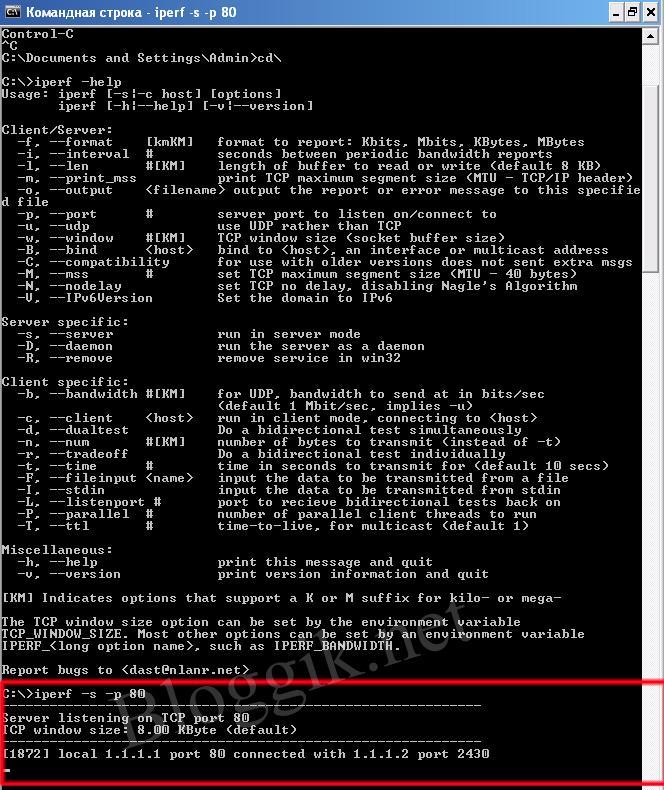 Командная строка - iperf -s -p 80
Control-C
^C
C:\Documents and Settings\Admin>cd\
C:\>iperf -help
Usage: iperf [-s|-c host] [options]
       iperf [-h|--help] [-v|--version]
Client/Server:
  -f, --format    [kmKM]   format to report: Kbits, Mbits, KBytes, MBytes
  -i, --interval  #        seconds between periodic bandwidth reports
  -l, --len       #[KM]    length of buffer to read or write (default 8 KB)
  -m, --print_mss          print TCP maximum segment size (MTU - TCP/IP header)
  -o, --output    <filename> output the report or error message to this specifie
d file
  -p, --port      #        server port to listen on/connect to
  -u, --udp                use UDP rather than TCP
  -w, --window    #[KM]    TCP window size (socket buffer size)
  -B, --bind      <host>   bind to <host>, an interface or multicast address
  -C, --compatibility      for use with older versions does not sent extra msgs
  -M, --mss       #        set TCP maximum segment size (MTU - 40 bytes)
  -N, --nodelay            set TCP no delay, disabling Nagle's Algorithm
  -V, --IPv6Version        Set the domain to IPv6
Server specific:
  -s, --server             run in server mode
  -D, --daemon             run the server as a daemon
  -R, --remove             remove service in win32
Client specific:
  -b, --bandwidth #[KM]    for UDP, bandwidth to send at in bits/sec
                           (default 1 Mbit/sec, implies -u)
  -c, --client    <host>   run in client mode, connecting to <host>
  -d, --dualtest           Do a bidirectional test simultaneously
  -n, --num       #[KM]    number of bytes to transmit (instead of -t)
  -r, --tradeoff           Do a bidirectional test individually
  -t, --time      #        time in seconds to transmit for (default 10 secs)
  -F, --fileinput <name>   input the data to be transmitted from a file
  -I, --stdin              input the data to be transmitted from stdin
  -L, --listenport #       port to recieve bidirectional tests back on
  -P, --parallel  #        number of parallel client threads to run
  -T, --ttl       #        time-to-live, for multicast (default 1)
Miscellaneous:
  -h, --help               print this message and quit
  -v, --version            print version information and quit
[KM] Indicates options that support a K or M suffix for kilo- or mega-
The TCP window size option can be set by the environment variable
TCP_WINDOW_SIZE. Most other options can be set by an environment variable
IPERF_<long option name>, such as IPERF_BANDWIDTH.
Report bugs to <dast@nlanr.net>
C:\>iperf -s -p 80
------------------------------------------------------------
Server listening on TCP port 80
TCP window size: 8.00 KByte (default)
------------------------------------------------------------
[1872] local 1.1.1.1 port 80 connected with 1.1.1.2 port 2430
Bloggik.net